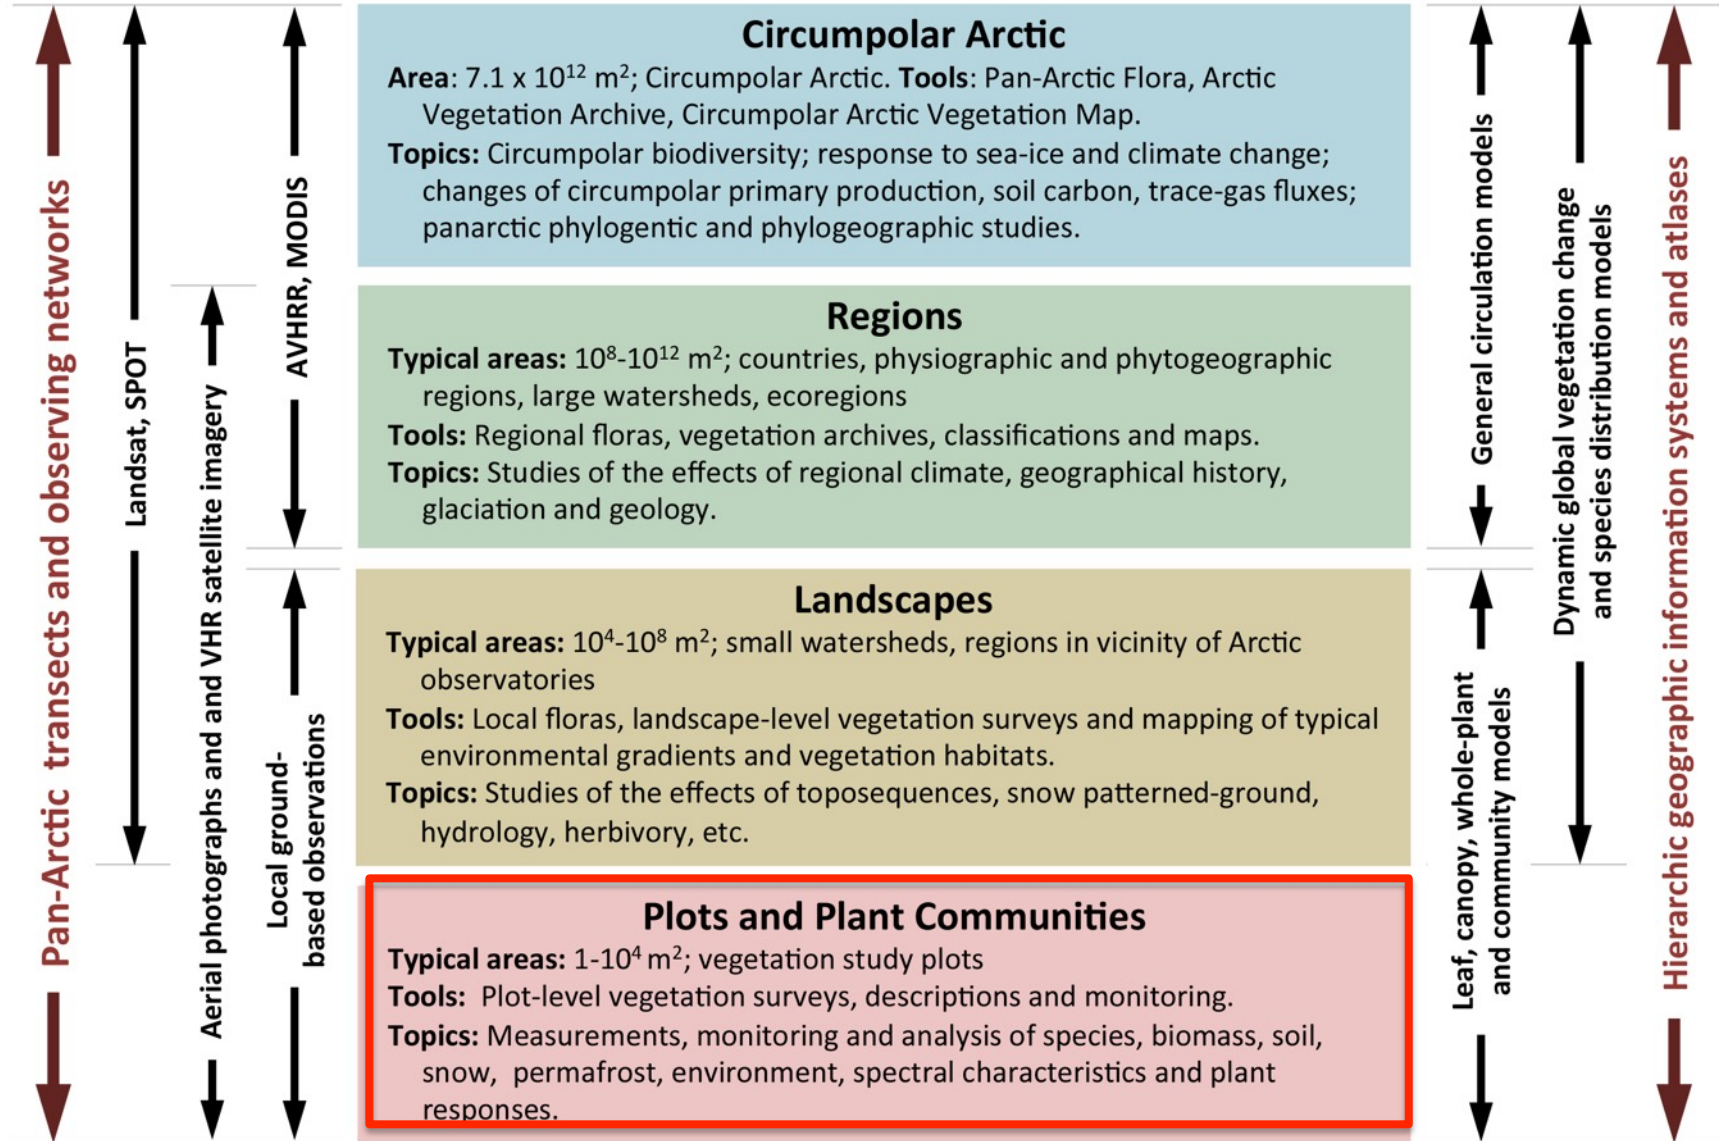 Pan-Arctic transects and observing networks
Landsat, SPOT
Aerial photographs and and VHR satellite imagery
AVHRR, MODIS
Local ground-
based observations
Circumpolar Arctic
Area: 7.1 x 10¹² m²; Circumpolar Arctic. Tools: Pan-Arctic Flora, Arctic
Vegetation Archive, Circumpolar Arctic Vegetation Map.
Topics: Circumpolar biodiversity; response to sea-ice and climate change;
changes of circumpolar primary production, soil carbon, trace-gas fluxes;
panarctic phylogentic and phylogeographic studies.
Regions
Typical areas: 10⁸-10¹² m²; countries, physiographic and phytogeographic
regions, large watersheds, ecoregions
Tools: Regional floras, vegetation archives, classifications and maps.
Topics: Studies of the effects of regional climate, geographical history,
glaciation and geology.
Landscapes
Typical areas: 10⁴-10⁸ m²; small watersheds, regions in vicinity of Arctic
observatories
Tools: Local floras, landscape-level vegetation surveys and mapping of typical
environmental gradients and vegetation habitats.
Topics: Studies of the effects of toposequences, snow patterned-ground,
hydrology, herbivory, etc.
Plots and Plant Communities
Typical areas: 1-10⁴ m²; vegetation study plots
Tools: Plot-level vegetation surveys, descriptions and monitoring.
Topics: Measurements, monitoring and analysis of species, biomass, soil,
snow, permafrost, environment, spectral characteristics and plant
responses.
General circulation models
Leaf, canopy, whole-plant
and community models
Dynamic global vegetation change
and species distribution models
Hierarchic geographic information systems and atlases